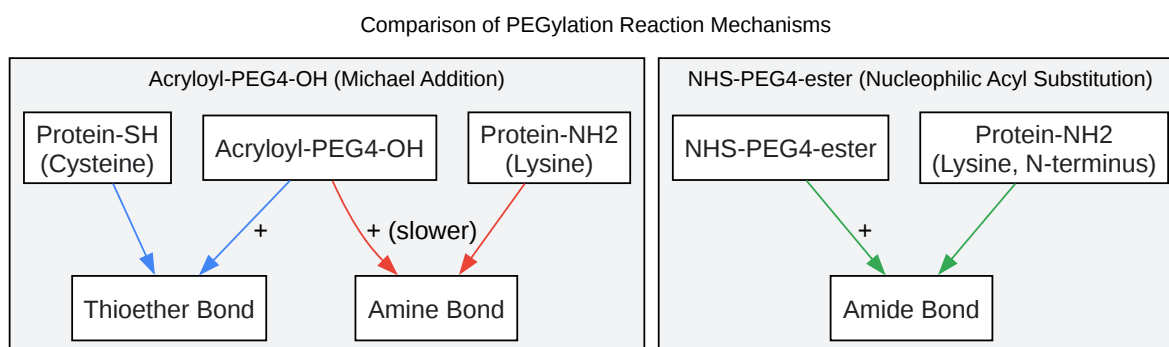 Comparison of PEGylation Reaction Mechanisms
Acryloyl-PEG4-OH (Michael Addition)
Protein-SH
(Cysteine)
Acryloyl-PEG4-OH
Protein-NH2
(Lysine)
+
+ (slower)
Thioether Bond
Amine Bond
NHS-PEG4-ester (Nucleophilic Acyl Substitution)
NHS-PEG4-ester
Protein-NH2
(Lysine, N-terminus)
+
Amide Bond